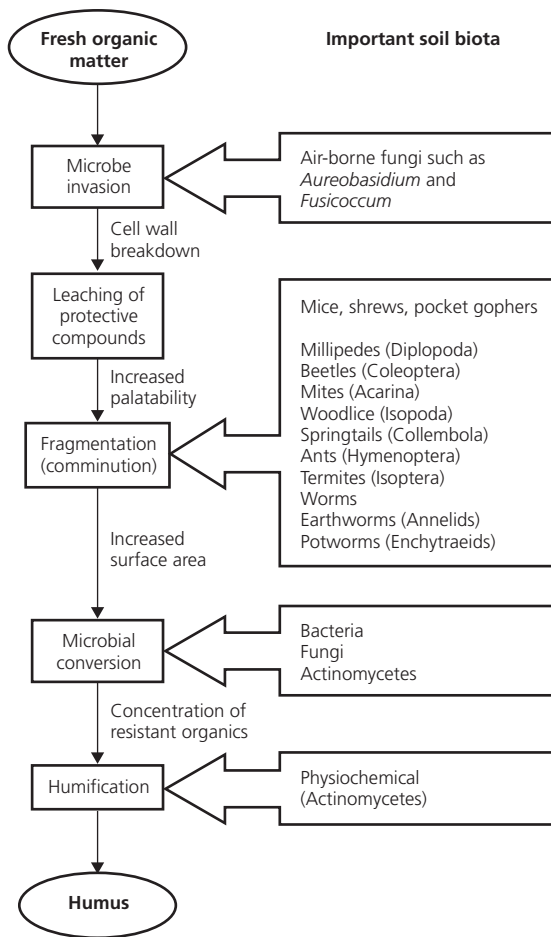 Fresh organic
matter
Important soil biota
Microbe
invasion
Air-borne fungi such as
Aureobasidium and
Fusicoccum
Cell wall
breakdown
Leaching of
protective
compounds
Increased
palatability
Fragmentation
(comminution)
Mice, shrews, pocket gophers
Millipedes (Diplopoda)
Beetles (Coleoptera)
Mites (Acarina)
Woodlice (Isopoda)
Springtails (Collembola)
Ants (Hymenoptera)
Termites (Isoptera)
Worms
Earthworms (Annelids)
Potworms (Enchytraeids)
Increased
surface area
Microbial
conversion
Bacteria
Fungi
Actinomycetes
Concentration of
resistant organics
Humification
Physiochemical
(Actinomycetes)
Humus